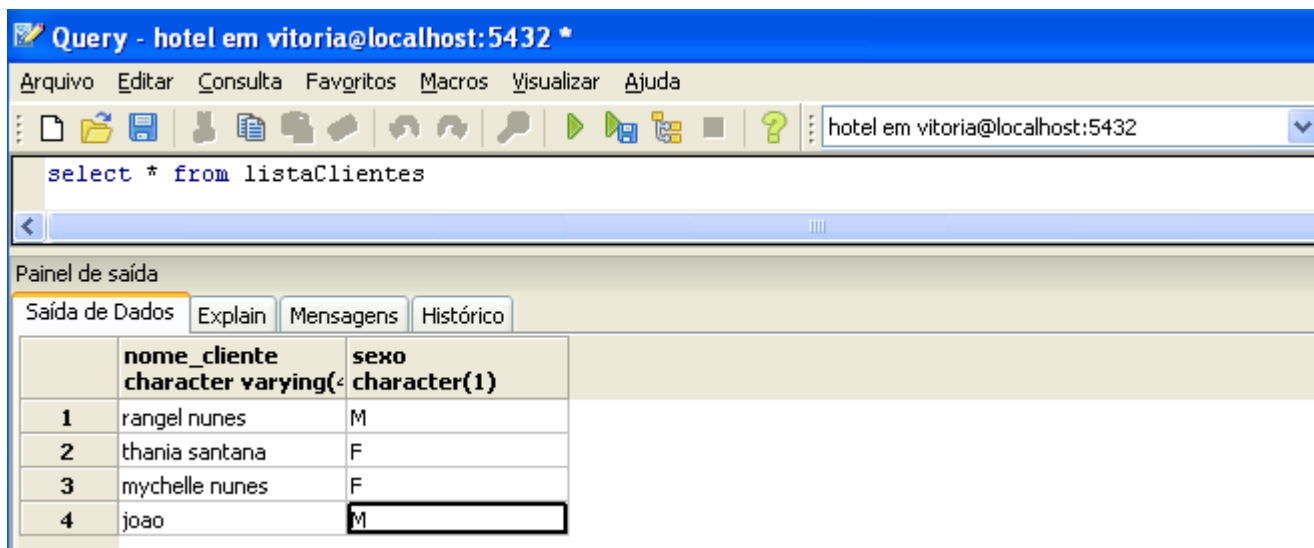 Query - hotel em vitoria@localhost:5432 *
Arquivo Editar Consulta Favoritos Macros Visualizar Ajuda
hotel em vitoria@localhost:5432
select * from listaClientes
Painel de saída
Saída de Dados Explain Mensagens Histórico
nome_cliente sexo
character varying( character(1)
1 rangel nunes M
2 thania santana F
3 mychelle nunes F
4 joao M